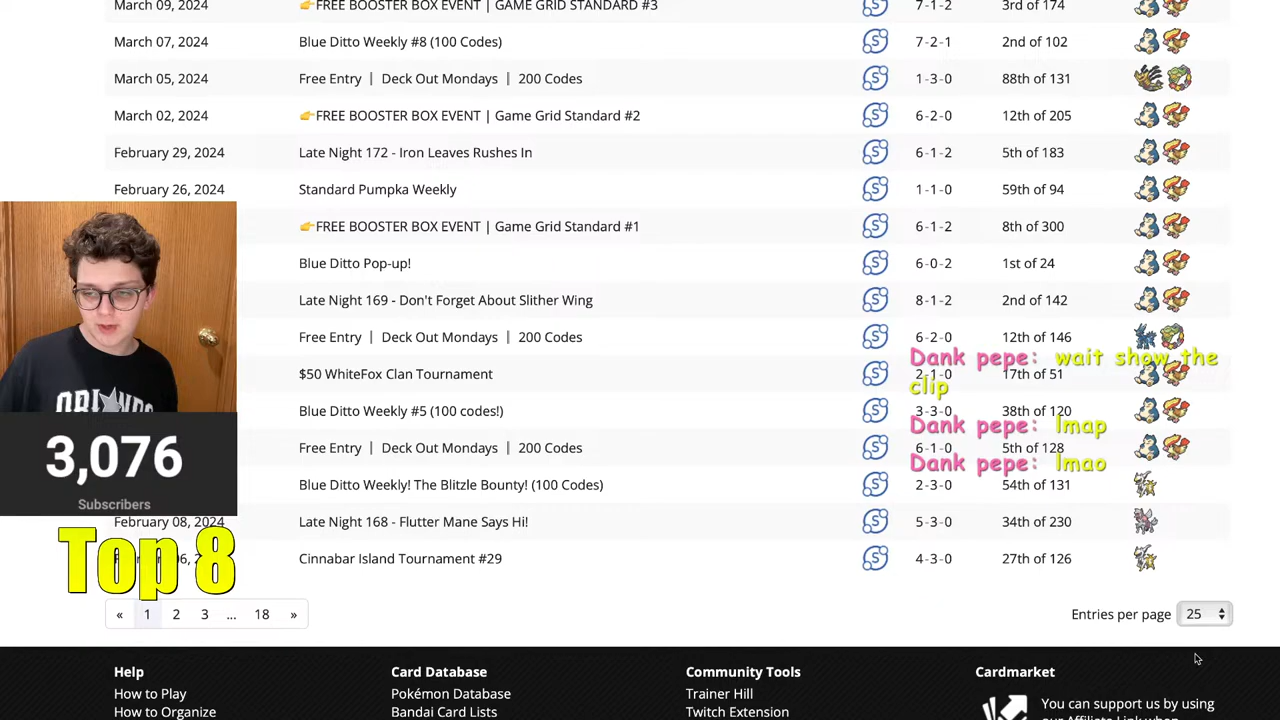 March 09, 2024 👉FREE BOOSTER BOX EVENT | GAME GRID STANDARD #3 7-1-2 3rd of 174
March 07, 2024 Blue Ditto Weekly #8 (100 Codes) 7-2-1 2nd of 102
March 05, 2024 Free Entry | Deck Out Mondays | 200 Codes 1-3-0 88th of 131
March 02, 2024 👉FREE BOOSTER BOX EVENT | Game Grid Standard #2 6-2-0 12th of 205
February 29, 2024 Late Night 172 - Iron Leaves Rushes In 6-1-2 5th of 183
February 26, 2024 Standard Pumpka Weekly 1-1-0 59th of 94
👉FREE BOOSTER BOX EVENT | Game Grid Standard #1 6-1-2 8th of 300
Blue Ditto Pop-up! 6-0-2 1st of 24
Late Night 169 - Don't Forget About Slither Wing 8-1-2 2nd of 142
Free Entry | Deck Out Mondays | 200 Codes 6-2-0 12th of 146
Dank pepe: wait show the
clip
$50 WhiteFox Clan Tournament 2-1-0 17th of 51
Blue Ditto Weekly #5 (100 codes!) 3-3-0 38th of 120
Dank pepe: lmap
Free Entry | Deck Out Mondays | 200 Codes 6-1-0 5th of 128
Dank pepe: lmao
Blue Ditto Weekly! The Blitzle Bounty! (100 Codes) 2-3-0 54th of 131
February 08, 2024 Late Night 168 - Flutter Mane Says Hi! 5-3-0 34th of 230
Cinnabar Island Tournament #29 4-3-0 27th of 126
3,076
Subscribers
Top 8
« 1 2 3 ... 18 » Entries per page 25
Help Card Database Community Tools Cardmarket
How to Play Pokémon Database Trainer Hill You can support us by using
How to Organize Bandai Card Lists Twitch Extension our Affiliate Link when